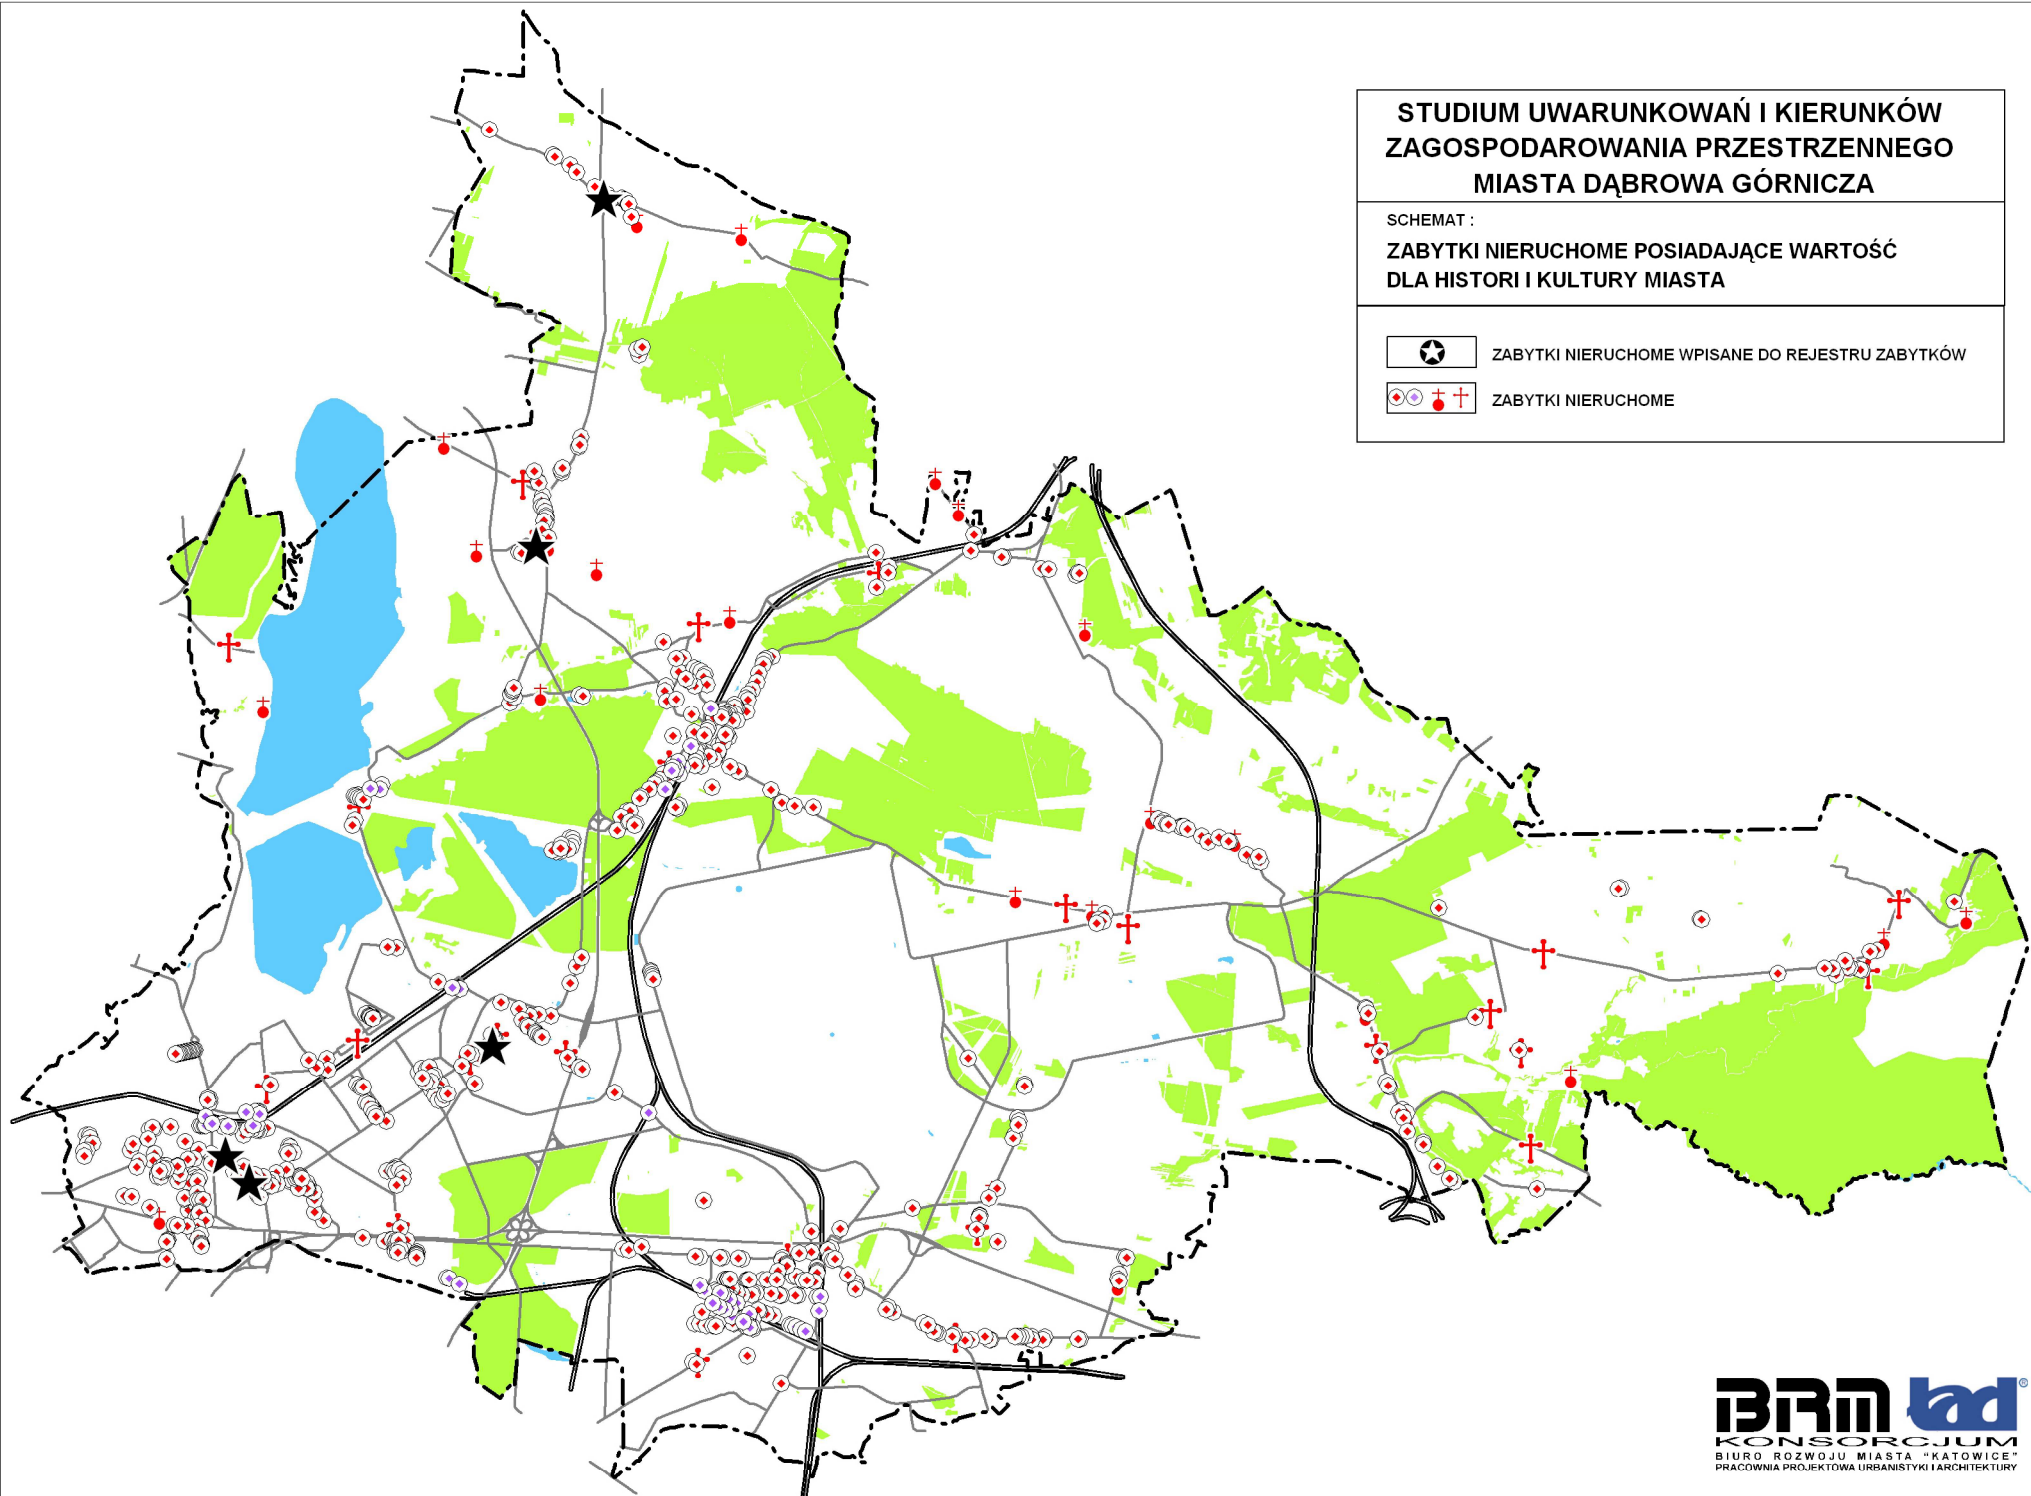 STUDIUM UWARUNKOWAŃ I KIERUNKÓW
ZAGOSPODAROWANIA PRZESTRZENNEGO
MIASTA DĄBROWA GÓRNICZA
SCHEMAT :
ZABYTKI NIERUCHOME POSIADAJĄCE WARTOŚĆ
DLA HISTORI I KULTURY MIASTA
ZABYTKI NIERUCHOME WPISANE DO REJESTRU ZABYTKÓW
ZABYTKI NIERUCHOME
BRM ład ®
KONSORCJUM
BIURO ROZWOJU MIASTA "KATOWICE"
PRACOWNIA PROJEKTOWA URBANISTYKI I ARCHITEKTURY